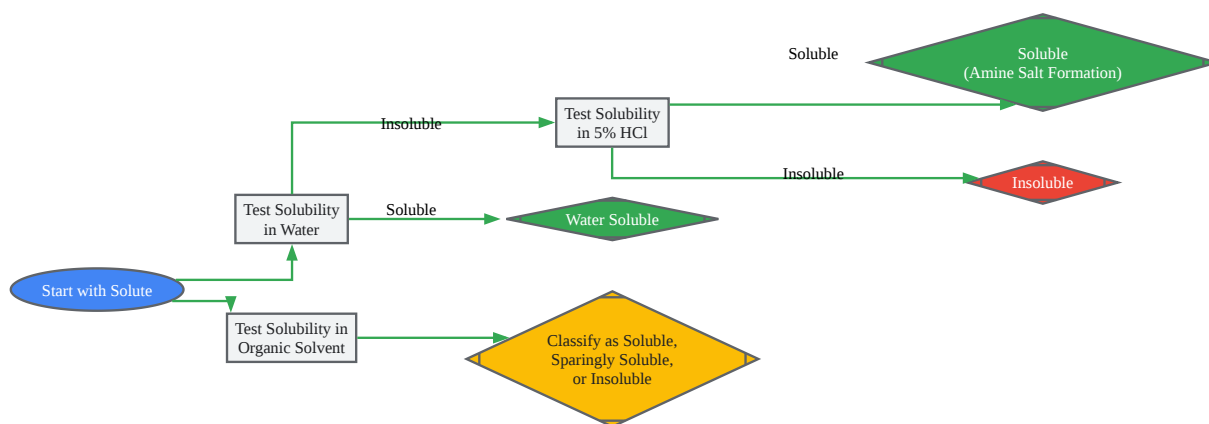 Soluble
Soluble
(Amine Salt Formation)
Test Solubility
in 5% HCl
Insoluble
Insoluble
Insoluble
Test Solubility
in Water
Soluble
Water Soluble
Start with Solute
Test Solubility in
Organic Solvent
Classify as Soluble,
Sparingly Soluble,
or Insoluble